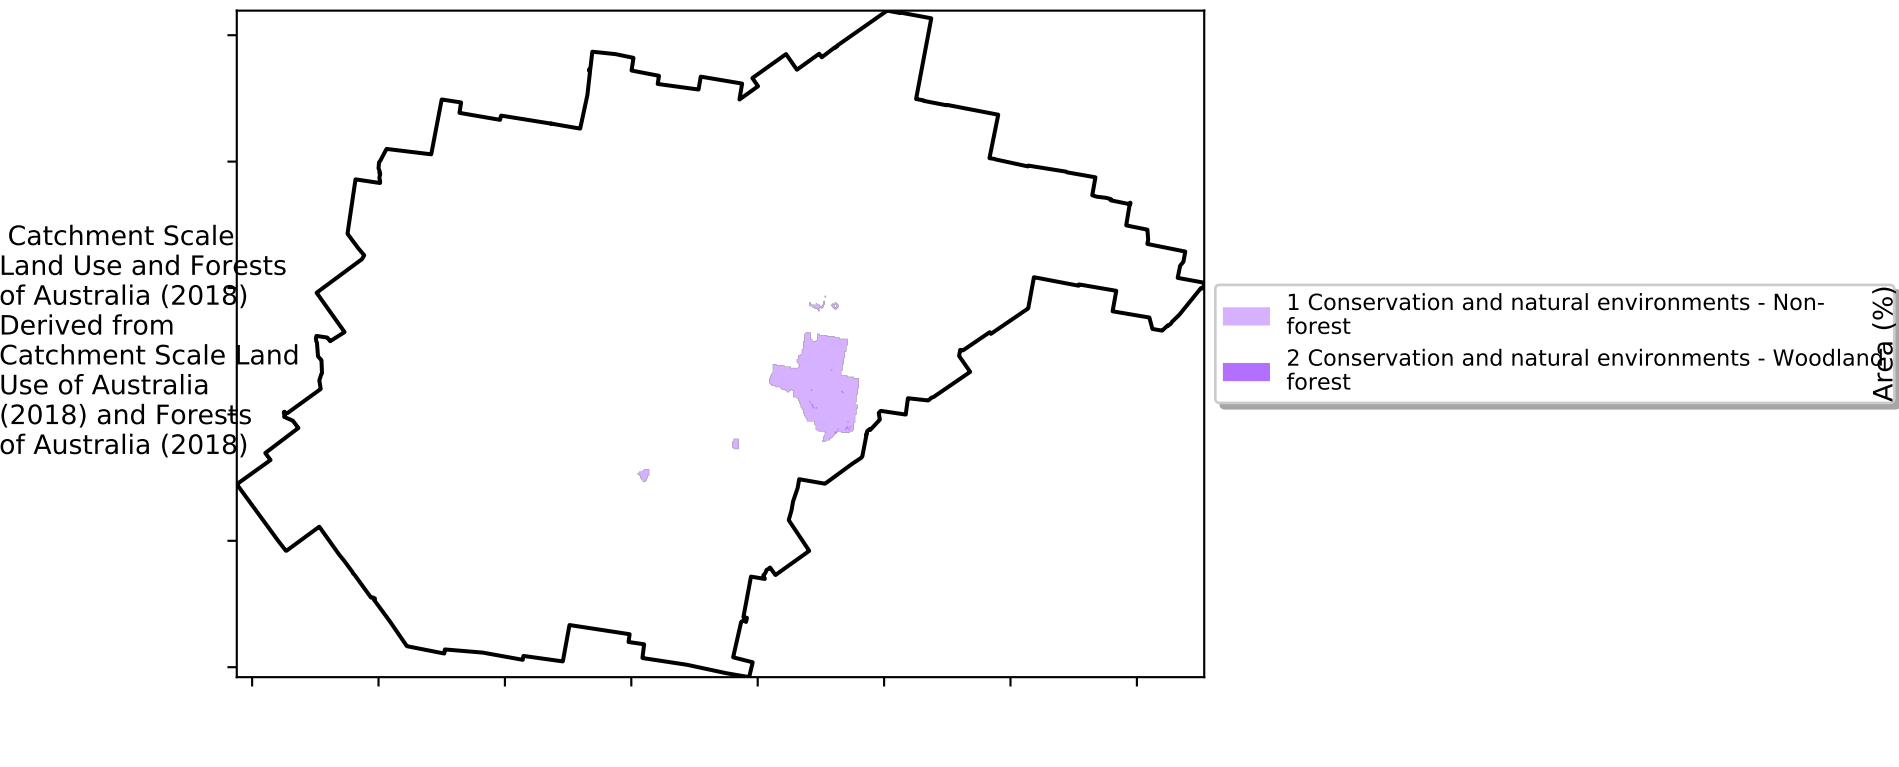 Catchment Scale
Land Use and Forests
of Australia (2018)
Derived from
Catchment Scale Land
Use of Australia
(2018) and Forests
of Australia (2018)
1 Conservation and natural environments - Non-
forest
2 Conservation and natural environments - Woodland
forest
Area (%)